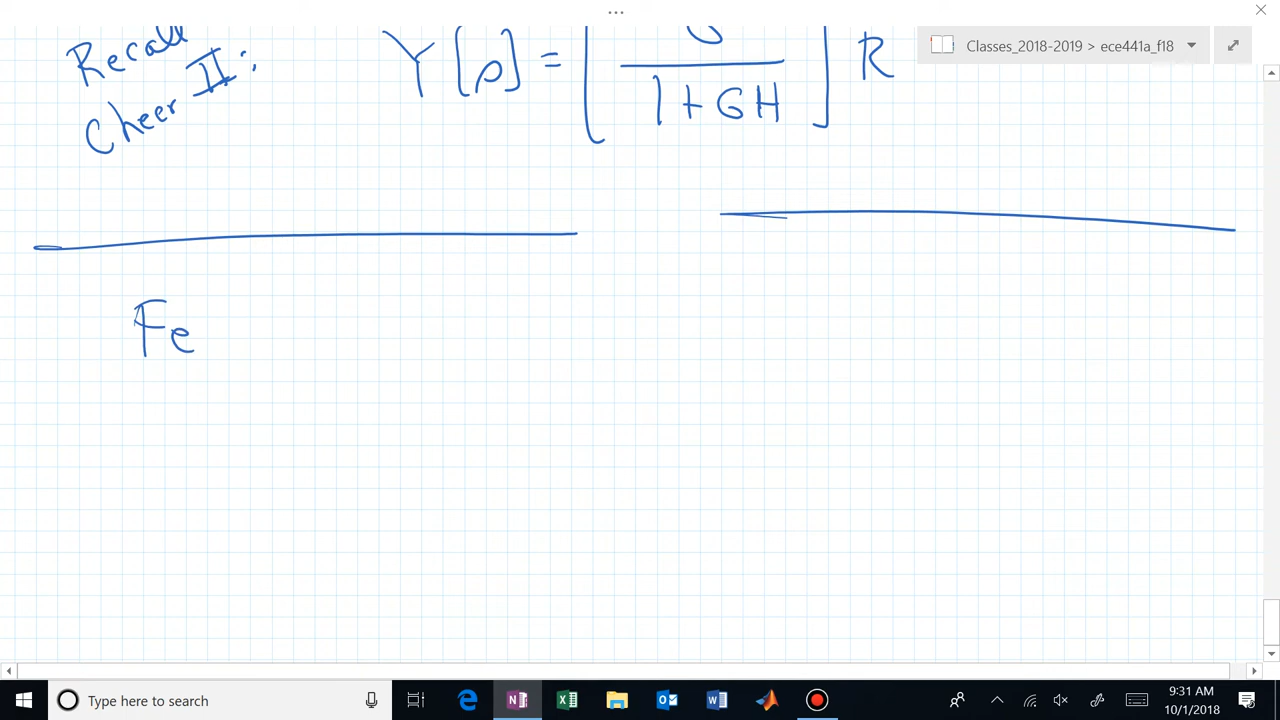 ...
Classes_2018-2019 > ece441a_f18
Recall
Cheer II:
Y[ρ] = [ G / 1+GH ] R
Fe
Type here to search
9:31 AM
10/1/2018